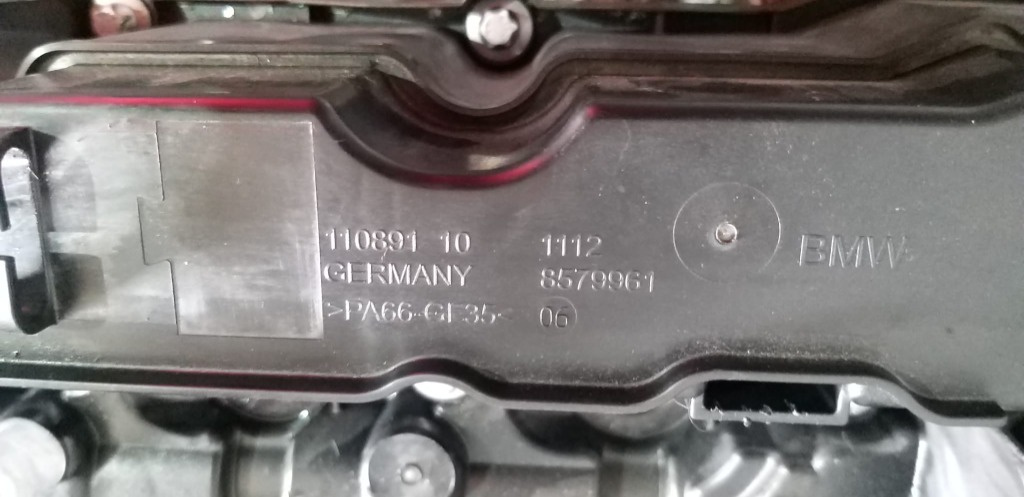 110891 10
GERMANY
>PA66-GF35<
1112
8579961
06
BMW